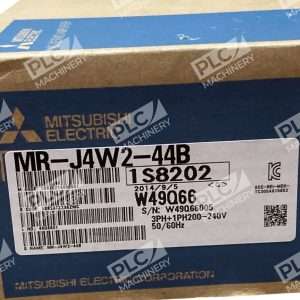 MITSUBISHI
ELECTRIC
MR-J4W2-44B
1S8202
2014/9/5
W49Q66
S/N: W49Q66005
3PH+1PH200-240V
50/60Hz
MITSUBISHI ELECTRIC CORPORATION
PLC
MACHINERY